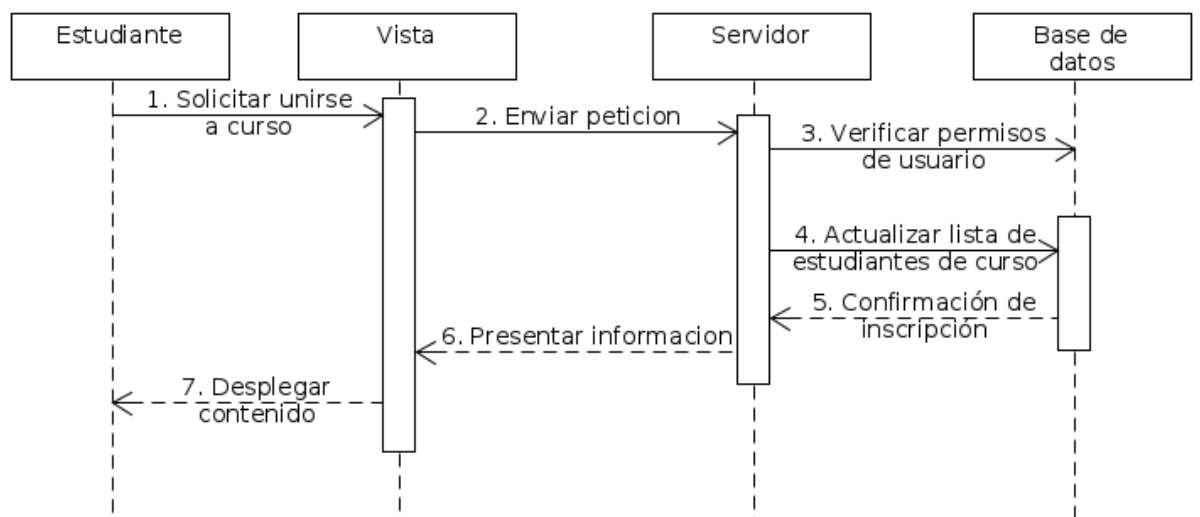 Estudiante
Vista
Servidor
Base de
datos
1. Solicitar unirse
a curso
2. Enviar peticion
3. Verificar permisos
de usuario
4. Actualizar lista de
estudiantes de curso
5. Confirmación de
inscripción
6. Presentar informacion
7. Desplegar
contenido